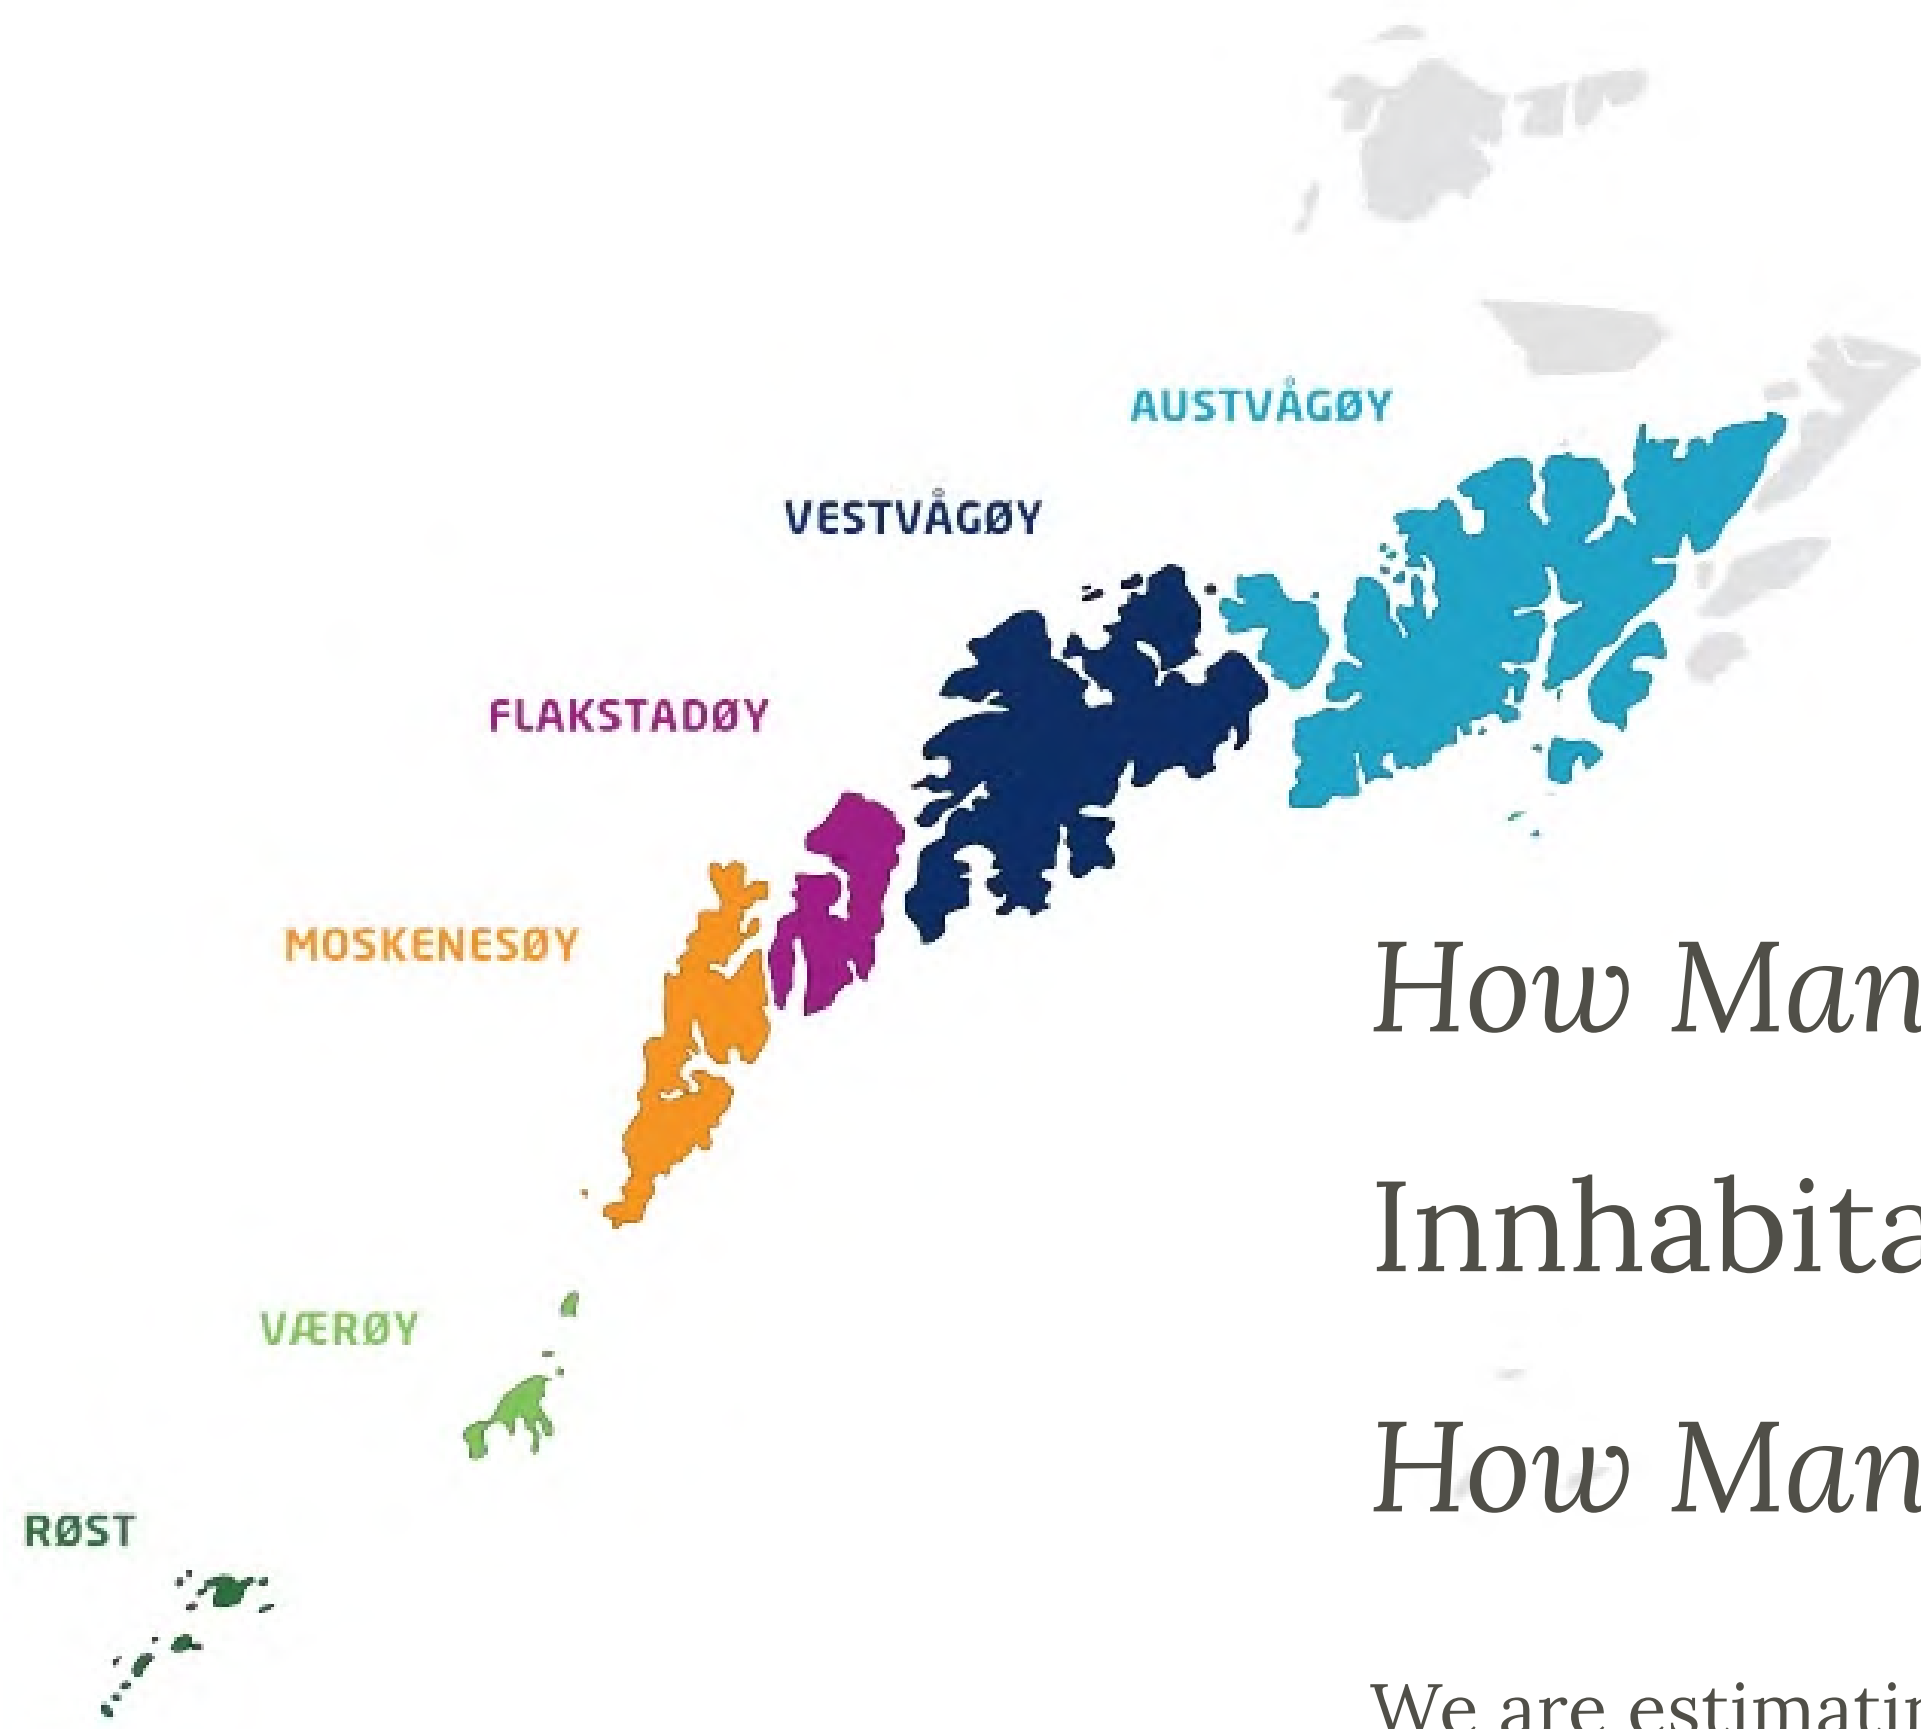 AUSTVÅGØY
VESTVÅGØY
FLAKSTADØY
MOSKENESØY
How Man
Innhabita
VÆRØY
How Man
RØST
We are estimatin